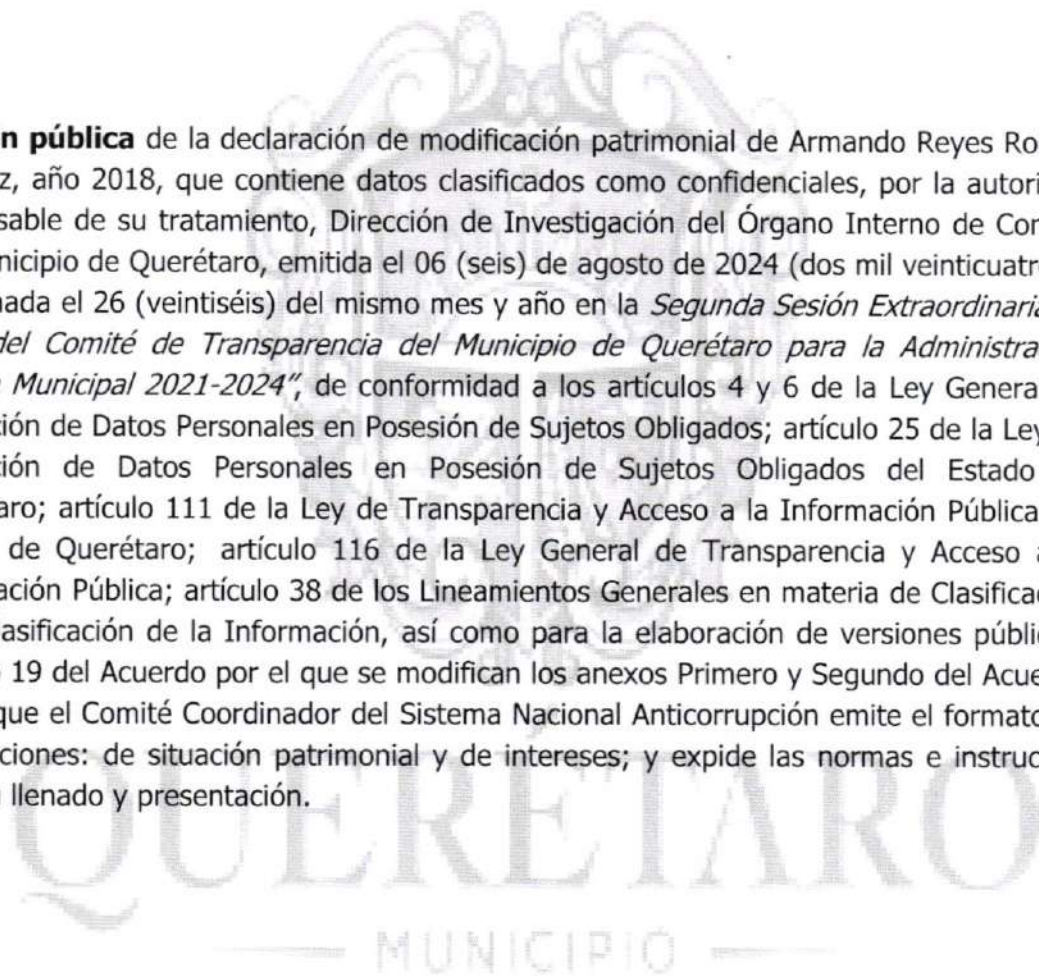 ón pública de la declaración de modificación patrimonial de Armando Reyes Ro
z, año 2018, que contiene datos clasificados como confidenciales, por la autori
sable de su tratamiento, Dirección de Investigación del Órgano Interno de Con
nicipio de Querétaro, emitida el 06 (seis) de agosto de 2024 (dos mil veinticuatr
nada el 26 (veintiséis) del mismo mes y año en la Segunda Sesión Extraordinaria
del Comité de Transparencia del Municipio de Querétaro para la Administra
Municipal 2021-2024", de conformidad a los artículos 4 y 6 de la Ley General
ción de Datos Personales en Posesión de Sujetos Obligados; artículo 25 de la Ley
ción de Datos Personales en Posesión de Sujetos Obligados del Estado
aro; artículo 111 de la Ley de Transparencia y Acceso a la Información Pública
de Querétaro; artículo 116 de la Ley General de Transparencia y Acceso a
ación Pública; artículo 38 de los Lineamientos Generales en materia de Clasifica
lasificación de la Información, así como para la elaboración de versiones públic
19 del Acuerdo por el que se modifican los anexos Primero y Segundo del Acue
que el Comité Coordinador del Sistema Nacional Anticorrupción emite el formato
ciones: de situación patrimonial y de intereses; y expide las normas e instruc
llenado y presentación.
QUERÉTARO
MUNICIPIO